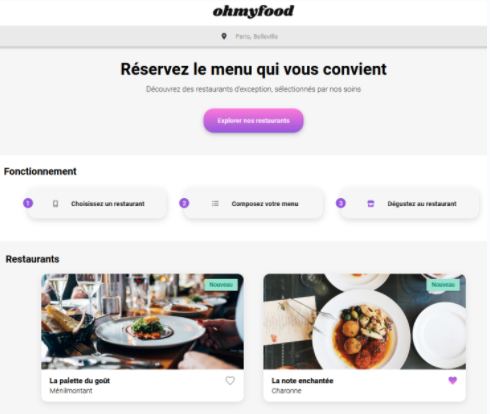 ohmyfood
Paris, Belleville
Réservez le menu qui vous convient
Découvrez des restaurants d'exception, sélectionnés par nos soins
Explorer nos restaurants
Fonctionnement
1 Choisissez un restaurant
2 Composez votre menu
3 Dégustez au restaurant
Restaurants
Nouveau
Nouveau
La palette du goût
Ménilmontant
La note enchantée
Charonne